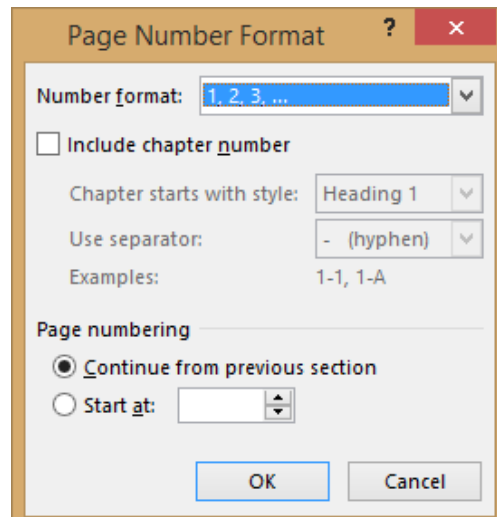 Page Number Format ?
Number format: 1, 2, 3, ...
Include chapter number
Chapter starts with style: Heading 1
Use separator: - (hyphen)
Examples: 1-1, 1-A
Page numbering
Continue from previous section
Start at:
OK Cancel